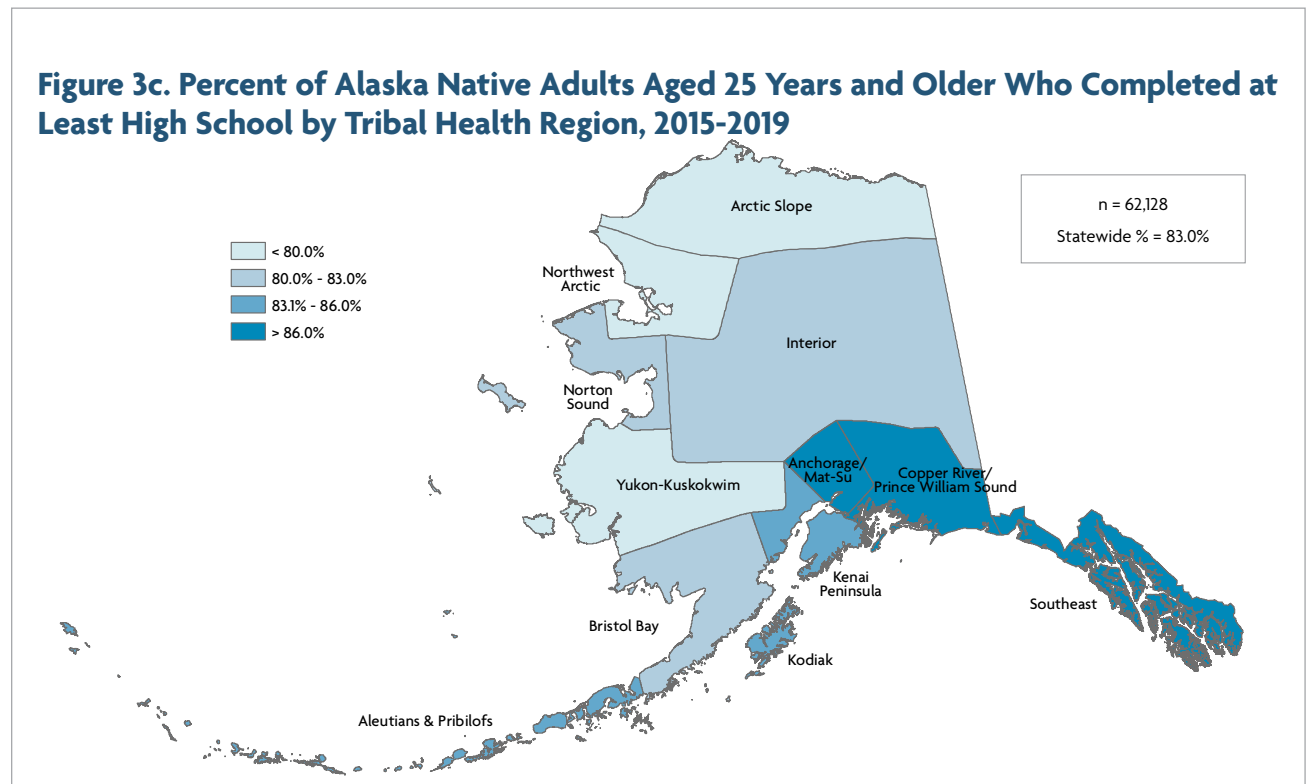 Figure 3c. Percent of Alaska Native Adults Aged 25 Years and Older Who Completed at
Least High School by Tribal Health Region, 2015-2019
n = 62,128
Statewide % = 83.0%
< 80.0%
80.0% - 83.0%
83.1% - 86.0%
> 86.0%
Arctic Slope
Northwest
Arctic
Interior
Norton
Sound
Anchorage/
Mat-Su
Copper River/
Prince William Sound
Yukon-Kuskokwim
Kenai
Peninsula
Southeast
Bristol Bay
Kodiak
Aleutians & Pribilofs